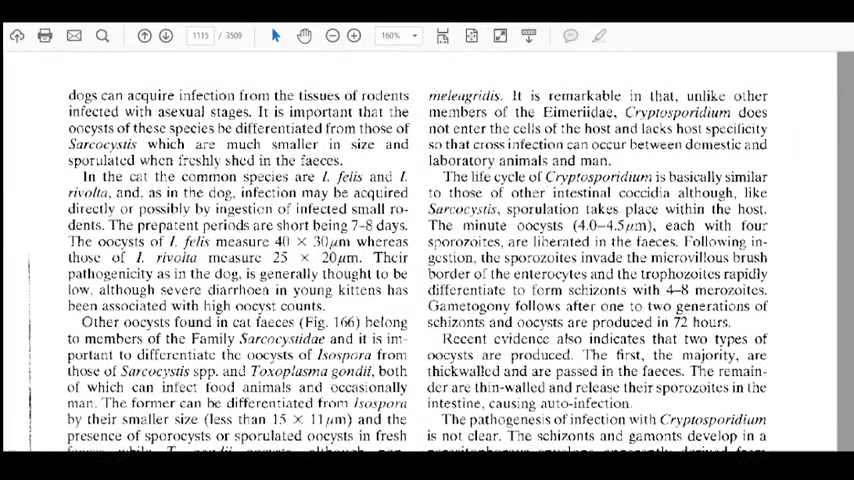 1115 / 3509
160%
dogs can acquire infection from the tissues of rodents
infected with asexual stages. It is important that the
oocysts of these species be differentiated from those of
Sarcocystis which are much smaller in size and
sporulated when freshly shed in the faeces.
In the cat the common species are I. felis and I.
rivolta, and, as in the dog, infection may be acquired
directly or possibly by ingestion of infected small ro-
dents. The prepatent periods are short being 7–8 days.
The oocysts of I. felis measure 40 × 30μm whereas
those of I. rivolta measure 25 × 20μm. Their
pathogenicity as in the dog, is generally thought to be
low, although severe diarrhoea in young kittens has
been associated with high oocyst counts.
Other oocysts found in cat faeces (Fig. 166) belong
to members of the Family Sarcocystidae and it is im-
portant to differentiate the oocysts of Isospora from
those of Sarcocystis spp. and Toxoplasma gondii, both
of which can infect food animals and occasionally
man. The former can be differentiated from Isospora
by their smaller size (less than 15 × 11μm) and the
presence of sporocysts or sporulated oocysts in fresh
meleagridis. It is remarkable in that, unlike other
members of the Eimeriidae, Cryptosporidium does
not enter the cells of the host and lacks host specificity
so that cross infection can occur between domestic and
laboratory animals and man.
The life cycle of Cryptosporidium is basically similar
to those of other intestinal coccidia although, like
Sarcocystis, sporulation takes place within the host.
The minute oocysts (4.0–4.5μm), each with four
sporozoites, are liberated in the faeces. Following in-
gestion, the sporozoites invade the microvillous brush
border of the enterocytes and the trophozoites rapidly
differentiate to form schizonts with 4–8 merozoites.
Gametogony follows after one to two generations of
schizonts and oocysts are produced in 72 hours.
Recent evidence also indicates that two types of
oocysts are produced. The first, the majority, are
thickwalled and are passed in the faeces. The remain-
der are thin-walled and release their sporozoites in the
intestine, causing auto-infection.
The pathogenesis of infection with Cryptosporidium
is not clear. The schizonts and gamonts develop in a